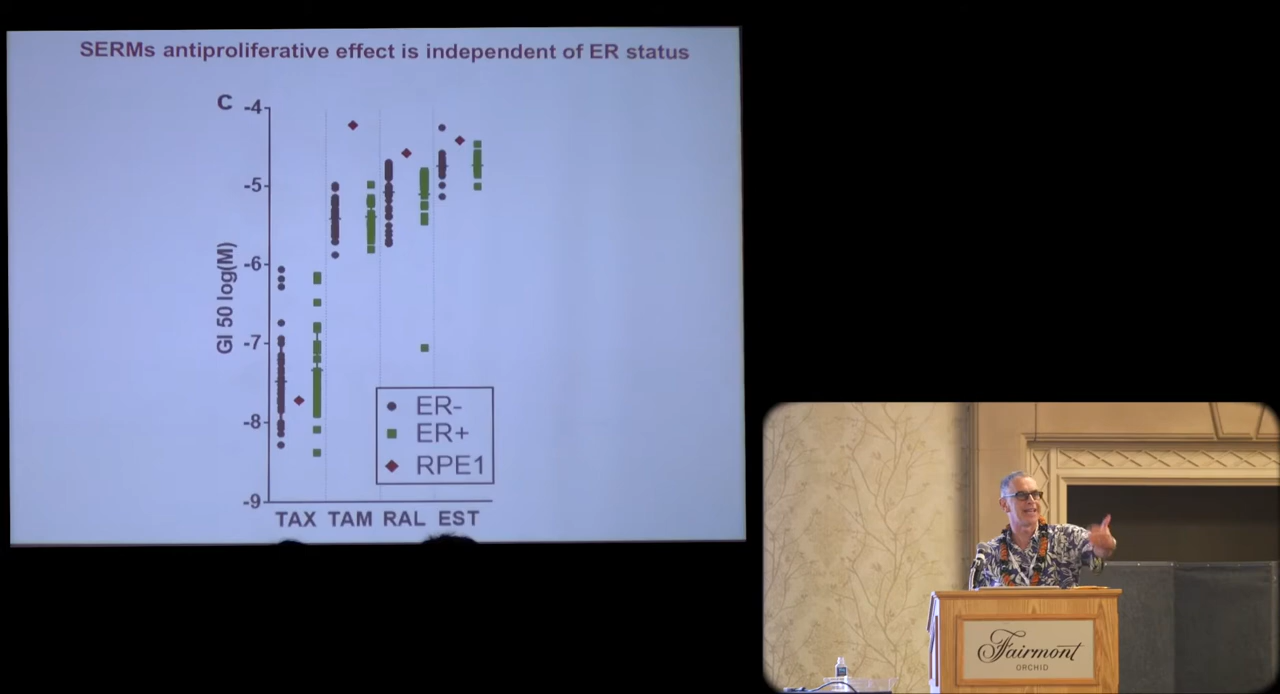 SERMs antiproliferative effect is independent of ER status
C
-4
-5
-6
-7
-8
-9
GI 50 log(M)
ER-
ER+
RPE1
TAX TAM RAL EST
Fairmont
ORCHID